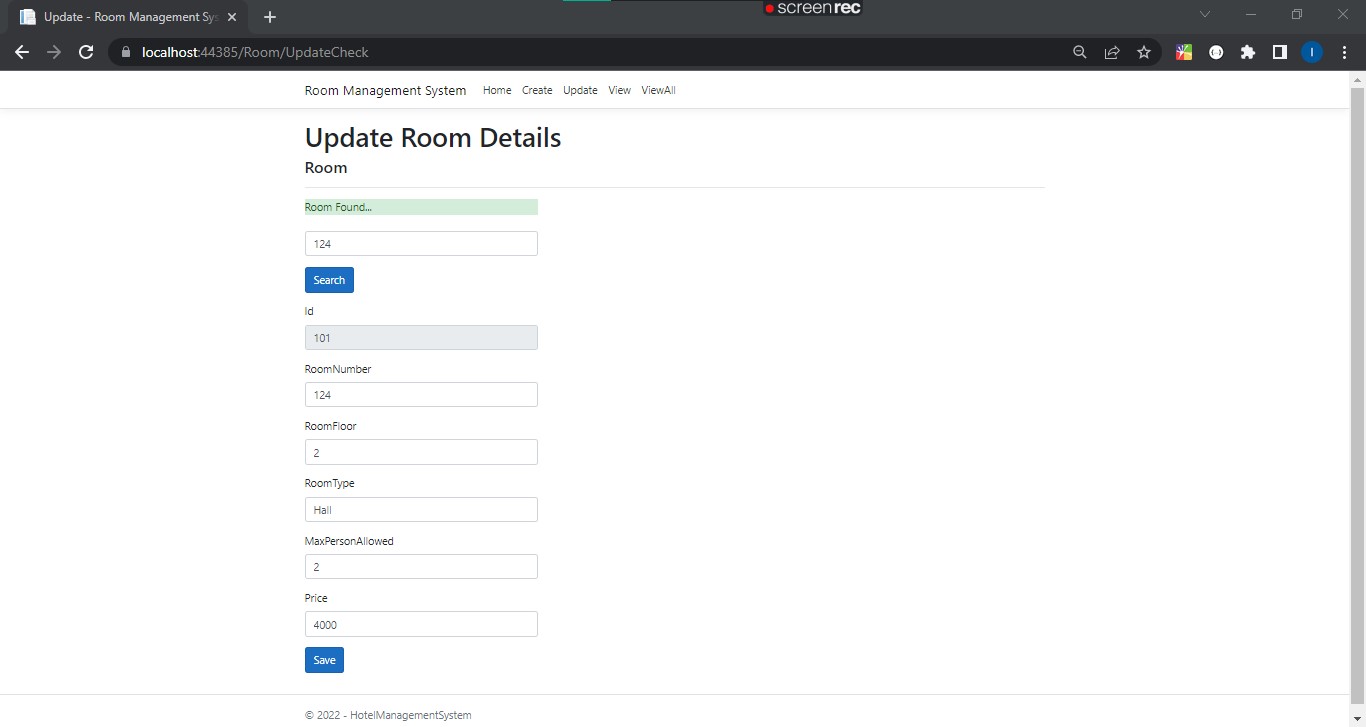 screenrec
Update - Room Management Sys
localhost:44385/Room/UpdateCheck
I
Room Management System Home Create Update View ViewAll
Update Room Details
Room
Room Found...
124
Search
Id
101
RoomNumber
124
RoomFloor
2
RoomType
Hall
MaxPersonAllowed
2
Price
4000
Save
© 2022 - HotelManagementSystem